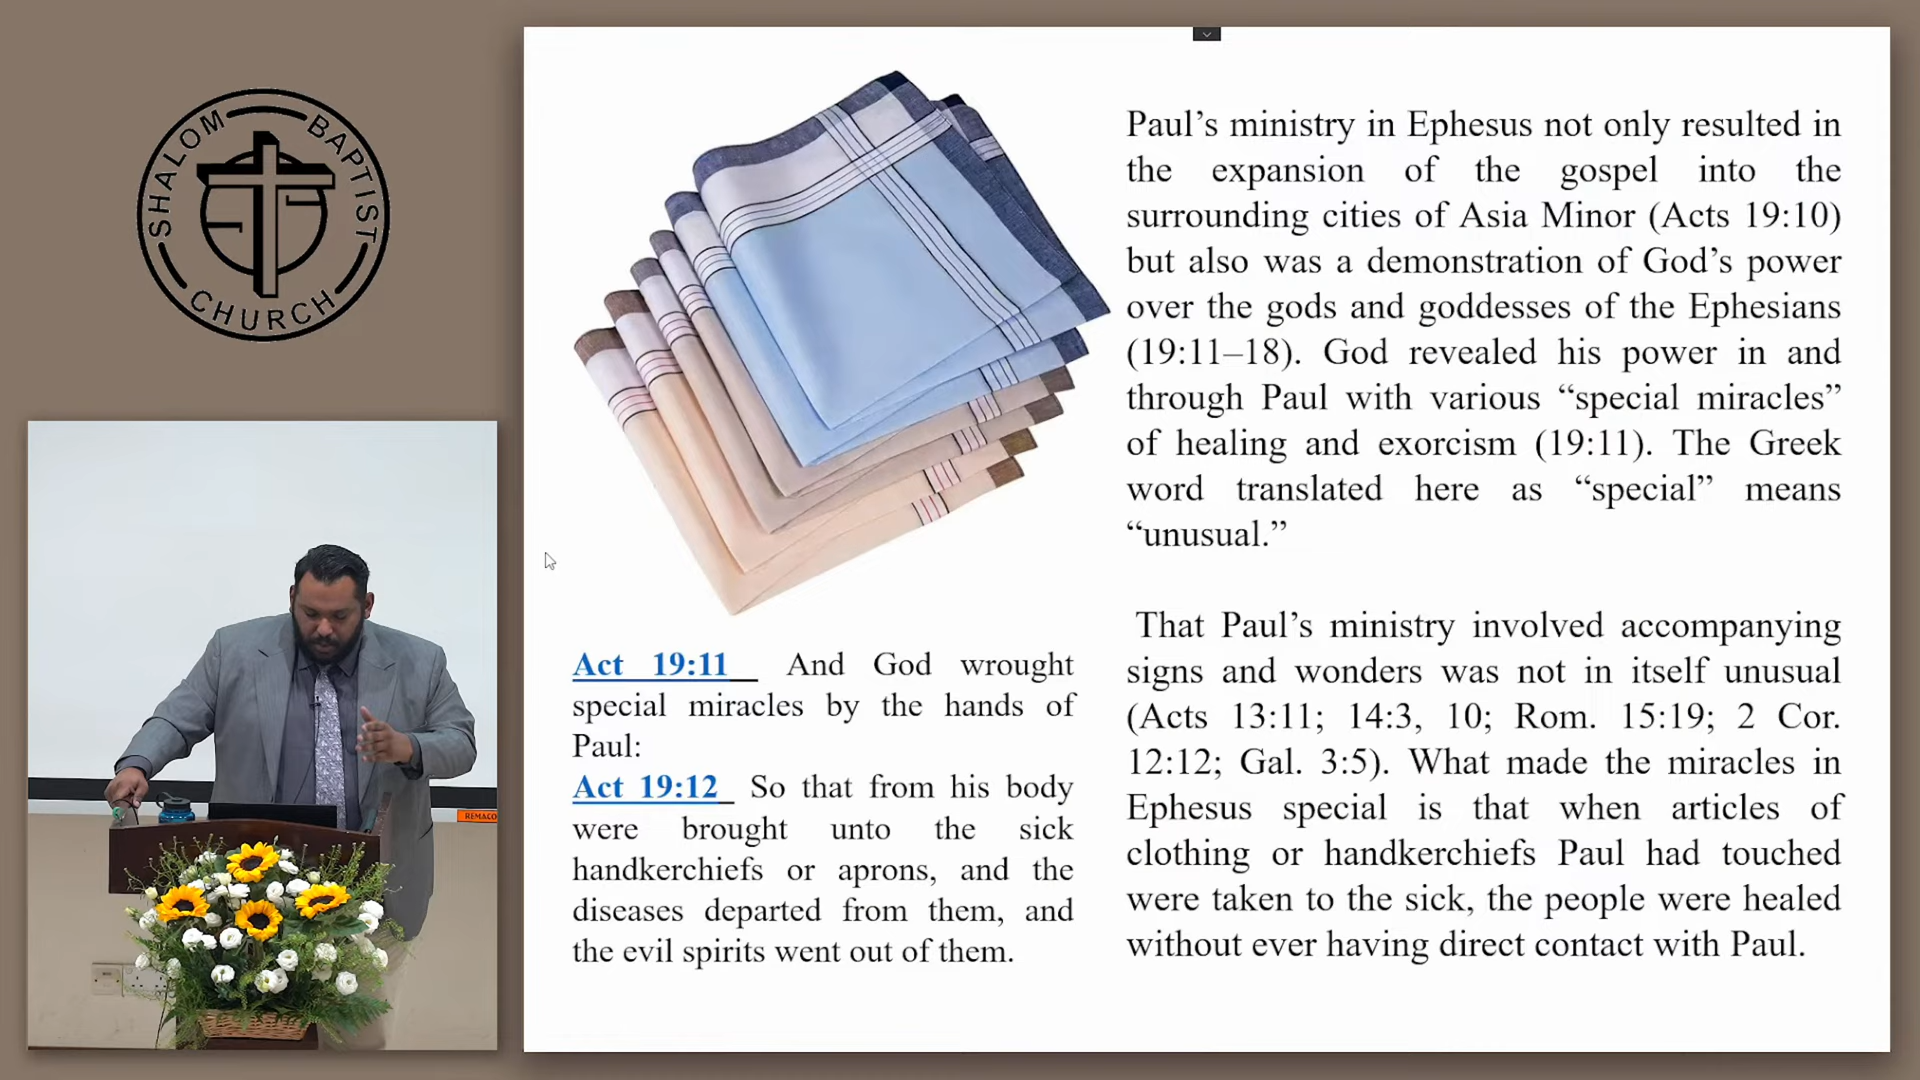 SHALOM BAPTIST
CHURCH
Paul’s ministry in Ephesus not only resulted in
the expansion of the gospel into the
surrounding cities of Asia Minor (Acts 19:10)
but also was a demonstration of God’s power
over the gods and goddesses of the Ephesians
(19:11–18). God revealed his power in and
through Paul with various “special miracles”
of healing and exorcism (19:11). The Greek
word translated here as “special” means
“unusual.”
That Paul’s ministry involved accompanying
signs and wonders was not in itself unusual
(Acts 13:11; 14:3, 10; Rom. 15:19; 2 Cor.
12:12; Gal. 3:5). What made the miracles in
Ephesus special is that when articles of
clothing or handkerchiefs Paul had touched
were taken to the sick, the people were healed
without ever having direct contact with Paul.
Act 19:11 And God wrought
special miracles by the hands of
Paul:
Act 19:12 So that from his body
were brought unto the sick
handkerchiefs or aprons, and the
diseases departed from them, and
the evil spirits went out of them.
REMACO